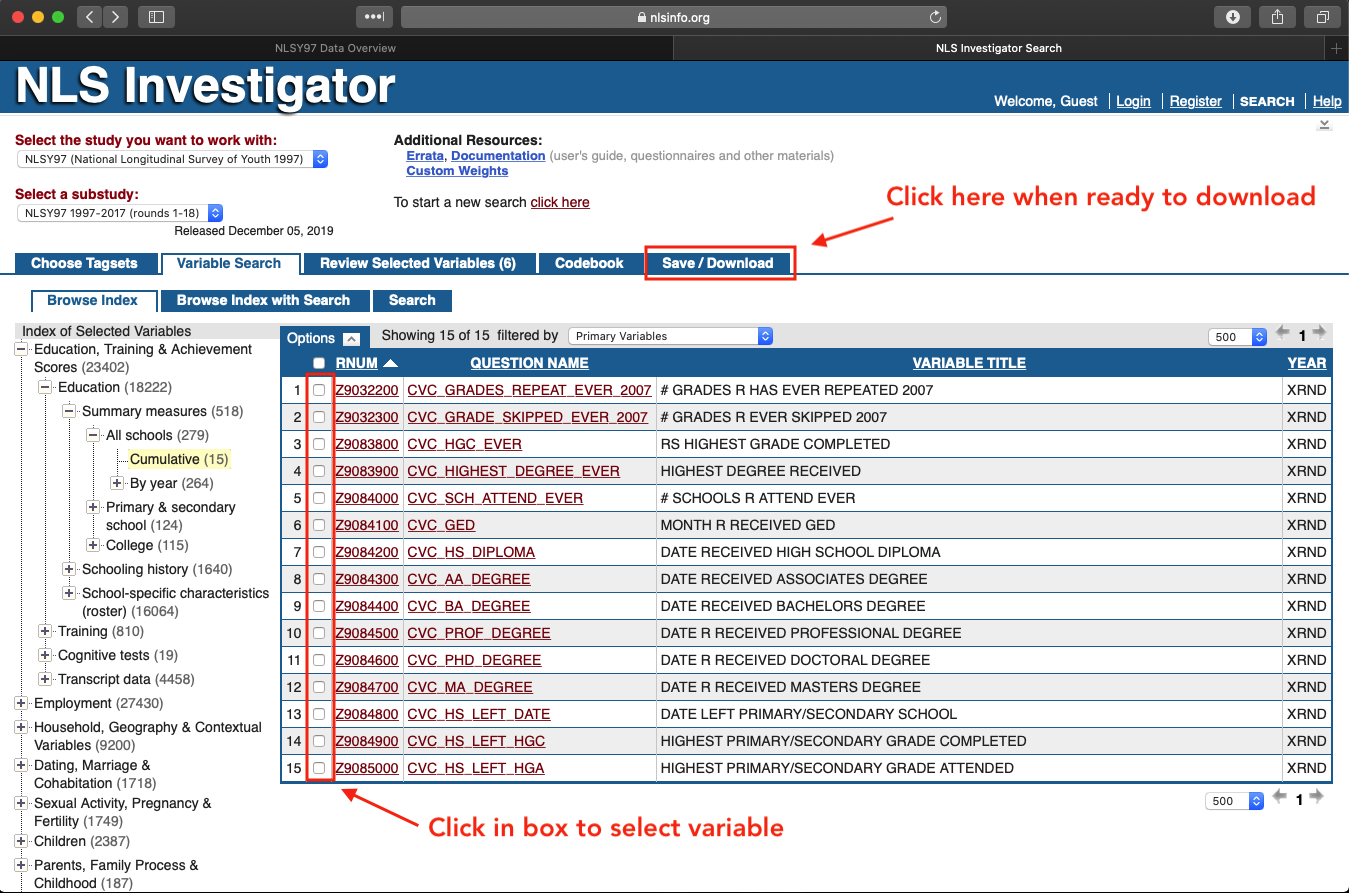 nlsinfo.org
NLSY97 Data Overview
NLS Investigator Search
NLS Investigator
Welcome, Guest Login Register SEARCH Help
Select the study you want to work with:
NLSY97 (National Longitudinal Survey of Youth 1997)
Select a substudy:
NLSY97 1997-2017 (rounds 1-18)
Released December 05, 2019
Additional Resources:
Errata, Documentation (user's guide, questionnaires and other materials)
Custom Weights
To start a new search click here
Click here when ready to download
Choose Tagsets Variable Search Review Selected Variables (6) Codebook Save / Download
Browse Index Browse Index with Search Search
Index of Selected Variables
Education, Training & Achievement
Scores (23402)
Education (18222)
Summary measures (518)
All schools (279)
Cumulative (15)
By year (264)
Primary & secondary
school (124)
College (115)
Schooling history (1640)
School-specific characteristics
(roster) (16064)
Training (810)
Cognitive tests (19)
Transcript data (4458)
Employment (27430)
Household, Geography & Contextual
Variables (9200)
Dating, Marriage &
Cohabitation (1718)
Sexual Activity, Pregnancy &
Fertility (1749)
Children (2387)
Parents, Family Process &
Childhood (187)
Options Showing 15 of 15 filtered by Primary Variables 500 1
RNUM QUESTION NAME VARIABLE TITLE YEAR
1 Z9032200 CVC_GRADES_REPEAT_EVER_2007 # GRADES R HAS EVER REPEATED 2007 XRND
2 Z9032300 CVC_GRADE_SKIPPED_EVER_2007 # GRADES R EVER SKIPPED 2007 XRND
3 Z9083800 CVC_HGC_EVER RS HIGHEST GRADE COMPLETED XRND
4 Z9083900 CVC_HIGHEST_DEGREE_EVER HIGHEST DEGREE RECEIVED XRND
5 Z9084000 CVC_SCH_ATTEND_EVER # SCHOOLS R ATTEND EVER XRND
6 Z9084100 CVC_GED MONTH R RECEIVED GED XRND
7 Z9084200 CVC_HS_DIPLOMA DATE RECEIVED HIGH SCHOOL DIPLOMA XRND
8 Z9084300 CVC_AA_DEGREE DATE RECEIVED ASSOCIATES DEGREE XRND
9 Z9084400 CVC_BA_DEGREE DATE RECEIVED BACHELORS DEGREE XRND
10 Z9084500 CVC_PROF_DEGREE DATE R RECEIVED PROFESSIONAL DEGREE XRND
11 Z9084600 CVC_PHD_DEGREE DATE R RECEIVED DOCTORAL DEGREE XRND
12 Z9084700 CVC_MA_DEGREE DATE R RECEIVED MASTERS DEGREE XRND
13 Z9084800 CVC_HS_LEFT_DATE DATE LEFT PRIMARY/SECONDARY SCHOOL XRND
14 Z9084900 CVC_HS_LEFT_HGC HIGHEST PRIMARY/SECONDARY GRADE COMPLETED XRND
15 Z9085000 CVC_HS_LEFT_HGA HIGHEST PRIMARY/SECONDARY GRADE ATTENDED XRND
500 1
Click in box to select variable